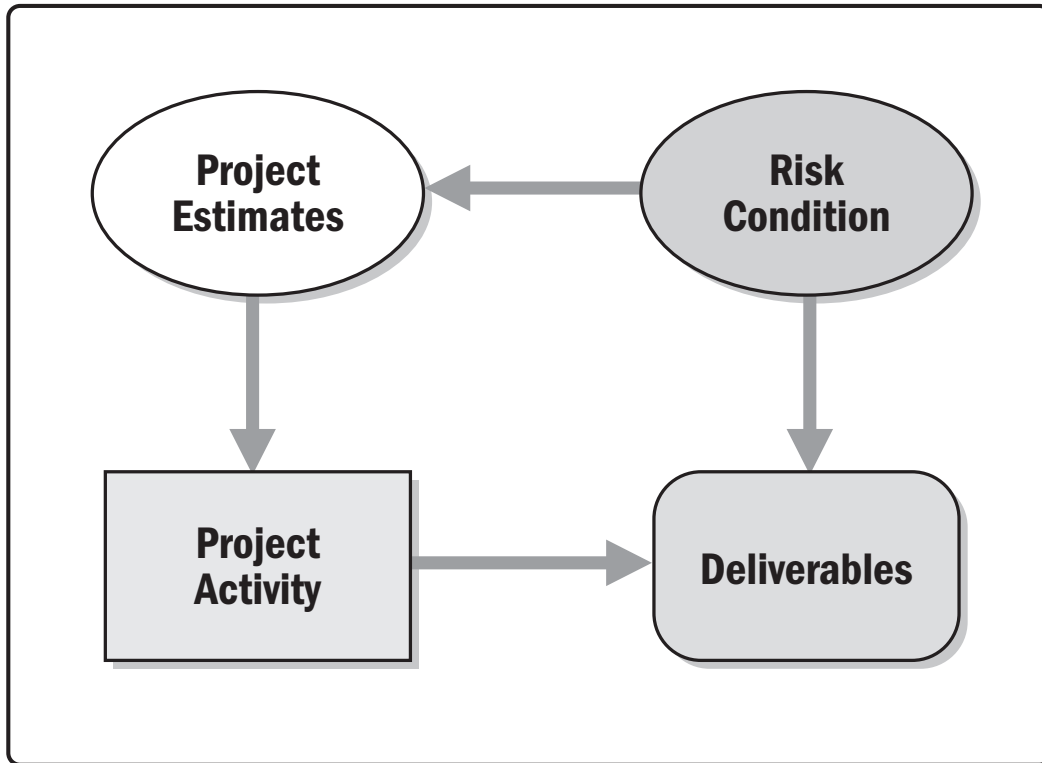 Project
Estimates
Risk
Condition
Project
Activity
Deliverables